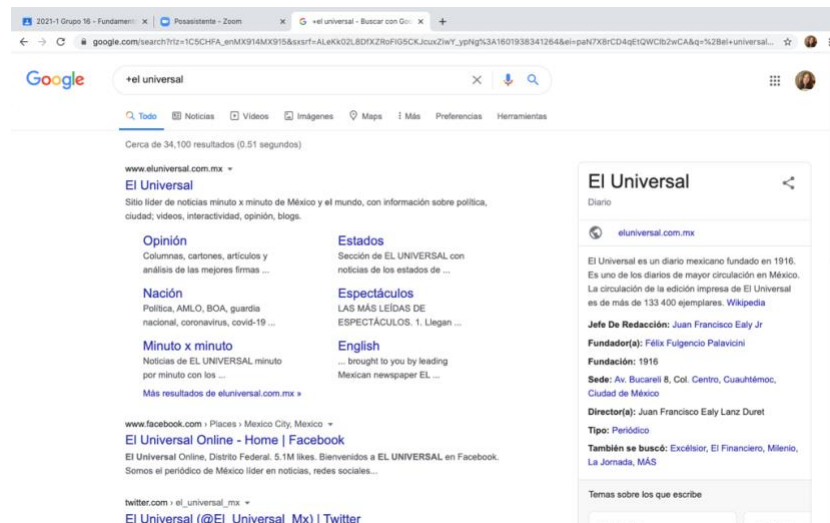 2021-1 Grupo 16 - Fundament
Posasistente - Zoom
+el universal - Buscar con Goo
google.com/search?rlz=1C5CHFA_enMX914MX915&sxsrf=ALeKk02L8DfXZRoFIG5CKJcuxZIwY_ypNg%3A1601938341264&ei=paN7X8rCD4qEtQWCIb2wCA&q=%2Bel+universal...
Google
+el universal
Todo Noticias Vídeos Imágenes Maps Más Preferencias Herramientas
Cerca de 34,100 resultados (0.51 segundos)
www.eluniversal.com.mx
El Universal
Sitio líder de noticias minuto x minuto de México y el mundo, con información sobre política,
ciudad; videos, interactividad, opinión, blogs.
Opinión
Columnas, cartones, artículos y
análisis de las mejores firmas ...
Estados
Sección de EL UNIVERSAL con
noticias de los estados de ...
Nación
Política, AMLO, BOA, guardia
nacional, coronavirus, covid-19 ...
Espectáculos
LAS MÁS LEÍDAS DE
ESPECTÁCULOS. 1. Llegan ...
Minuto x minuto
Noticias de EL UNIVERSAL minuto
por minuto con los ...
English
... brought to you by leading
Mexican newspaper EL ...
Más resultados de eluniversal.com.mx »
www.facebook.com › Places › Mexico City, Mexico
El Universal Online - Home | Facebook
El Universal Online, Distrito Federal. 5.1M likes. Bienvenidos a EL UNIVERSAL en Facebook.
Somos el periódico de México líder en noticias, redes sociales...
twitter.com › el_universal_mx
El Universal (@El_Universal_Mx) | Twitter
El Universal
Diario
eluniversal.com.mx
El Universal es un diario mexicano fundado en 1916.
Es uno de los diarios de mayor circulación en México.
La circulación de la edición impresa de El Universal
es de más de 133 400 ejemplares. Wikipedia
Jefe De Redacción: Juan Francisco Ealy Jr
Fundador(a): Félix Fulgencio Palavicini
Fundación: 1916
Sede: Av. Bucareli 8, Col. Centro, Cuauhtémoc,
Ciudad de México
Director(a): Juan Francisco Ealy Lanz Duret
Tipo: Periódico
También se buscó: Excélsior, El Financiero, Milenio,
La Jornada, MÁS
Temas sobre los que escribe